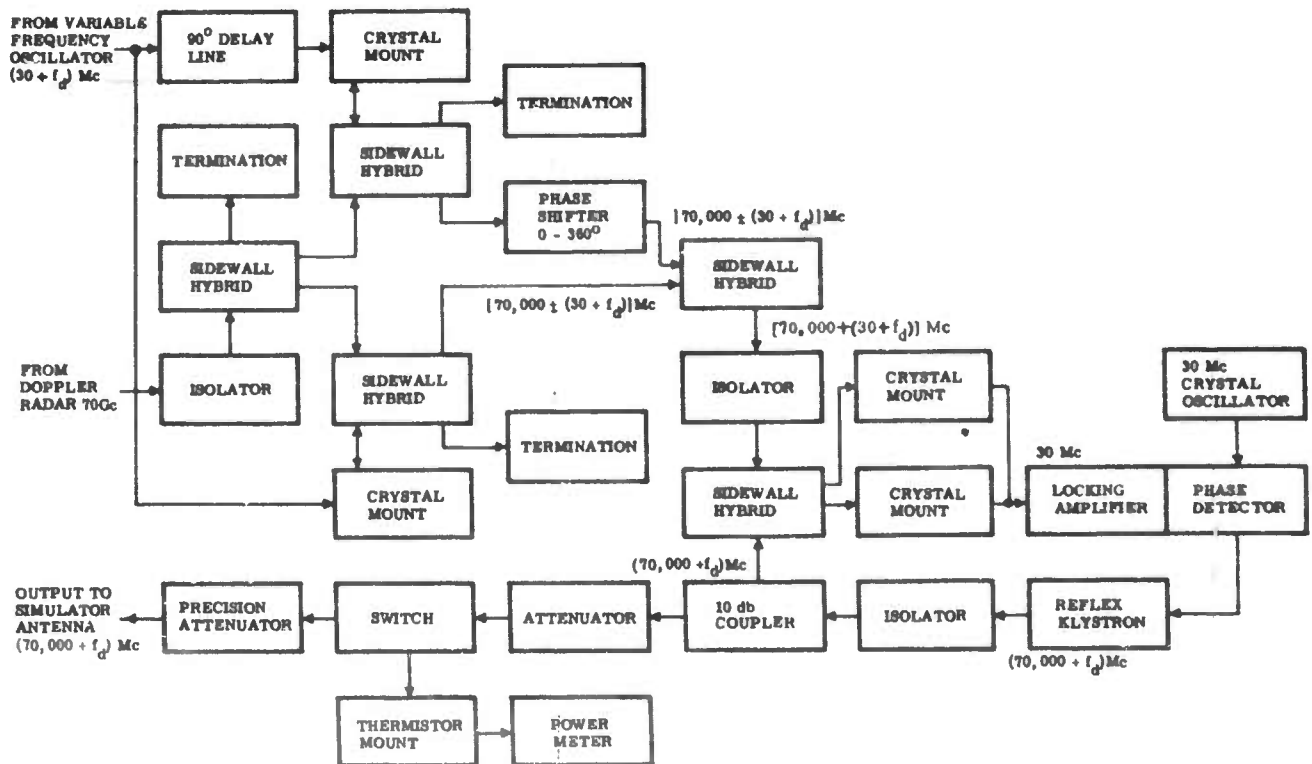 FROM VARIABLE
FREQUENCY
OSCILLATOR
(30 + f_d) Mc
90° DELAY
LINE
CRYSTAL
MOUNT
TERMINATION
TERMINATION
SIDEWALL
HYBRID
PHASE
SHIFTER
0 - 360°
[70,000 ± (30 + f_d)] Mc
SIDEWALL
HYBRID
SIDEWALL
HYBRID
[70,000 ± (30 + f_d)] Mc
[70,000+(30+f_d)] Mc
FROM
DOPPLER
RADAR 70Gc
ISOLATOR
SIDEWALL
HYBRID
ISOLATOR
CRYSTAL
MOUNT
30 Mc
CRYSTAL
OSCILLATOR
TERMINATION
CRYSTAL
MOUNT
SIDEWALL
HYBRID
CRYSTAL
MOUNT
30 Mc
LOCKING
AMPLIFIER
PHASE
DETECTOR
(70,000 +f_d) Mc
OUTPUT TO
SIMULATOR
ANTENNA
(70,000 + f_d) Mc
PRECISION
ATTENUATOR
SWITCH
ATTENUATOR
10 db
COUPLER
ISOLATOR
REFLEX
KLYSTRON
(70,000 + f_d) Mc
THERMISTOR
MOUNT
POWER
METER